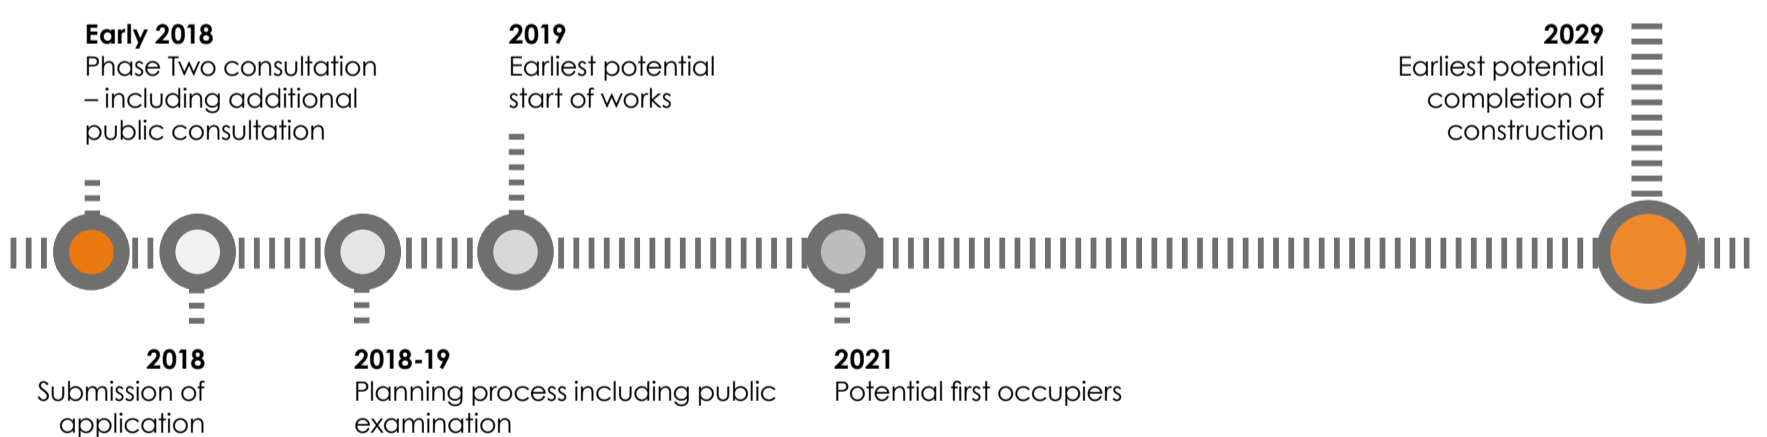 Early 2018
Phase Two consultation
– including additional
public consultation
2019
Earliest potential
start of works
2029
Earliest potential
completion of
construction
2018
Submission of
application
2018-19
Planning process including public
examination
2021
Potential first occupiers